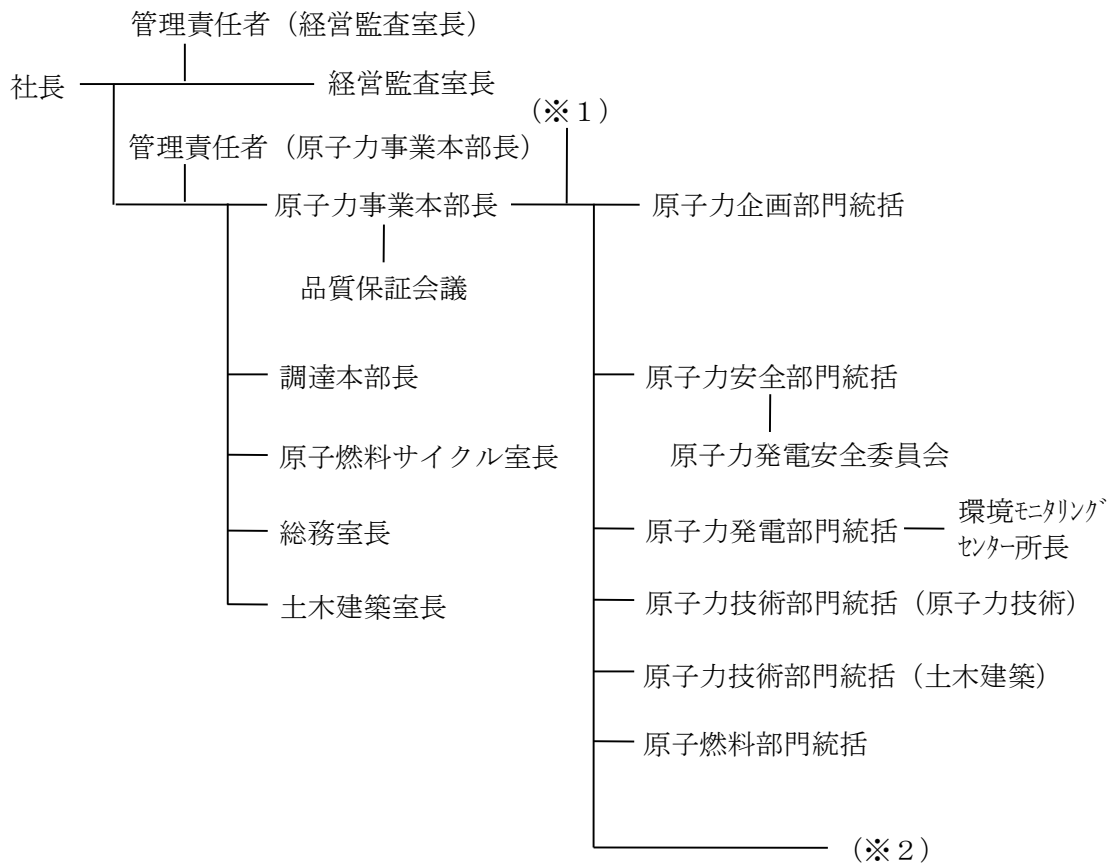 管理責任者（経営監査室長）
社長
経営監査室長
（※１）
管理責任者（原子力事業本部長）
原子力事業本部長
原子力企画部門統括
品質保証会議
調達本部長
原子力安全部門統括
原子燃料サイクル室長
原子力発電安全委員会
総務室長
原子力発電部門統括
環境ﾓﾆﾀﾘﾝｸﾞ
ｾﾝﾀｰ所長
土木建築室長
原子力技術部門統括（原子力技術）
原子力技術部門統括（土木建築）
原子燃料部門統括
（※２）